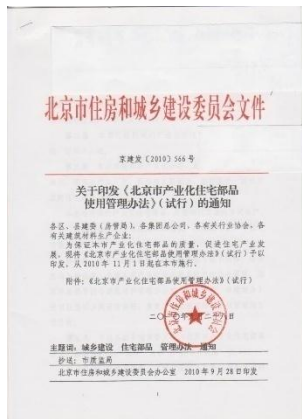 北京市住房和城乡建设委员会文件
京建发〔2010〕566号
关于印发《北京市产业化住宅部品
使用管理办法》（试行）的通知
各区、县建委（房管局），各集团总公司，各有关行业协会，各
有关建筑材料生产企业：
为保证本市产业化住宅部品的质量，促进住宅产业发
展，现将《北京市产业化住宅部品使用管理办法》（试行）予以
印发，从2010年11月1日起在本市施行。
附件：《北京市产业化住宅部品使用管理办法》（试行）
二〇
主题词：城乡建设 住宅部品 管理办法 通知
抄送：市质监局
北京市住房和城乡建设委员会办公室 2010年9月28日印发
1